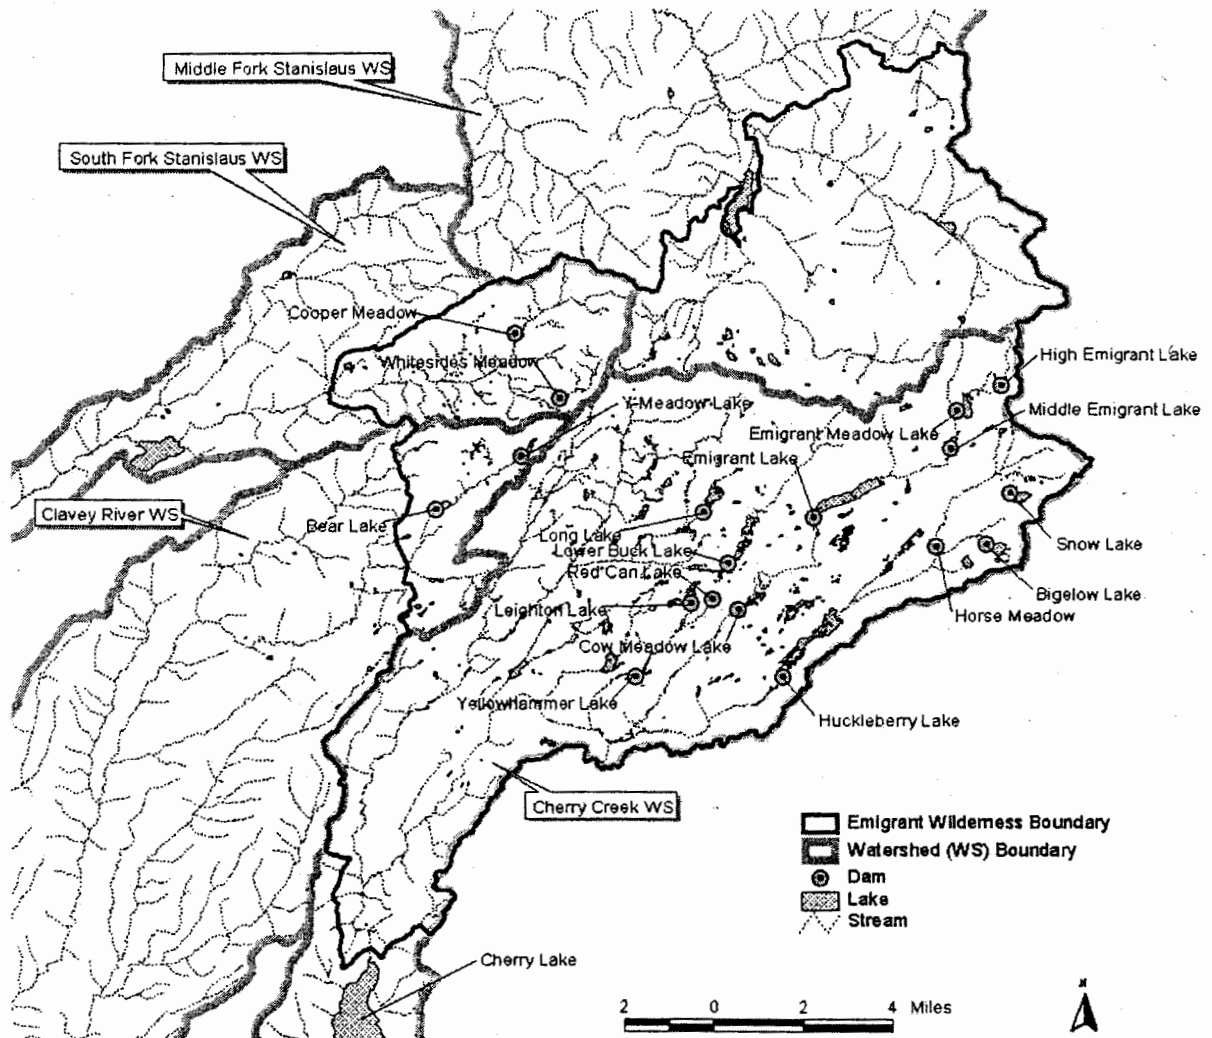 Middle Fork Stanislaus WS
South Fork Stanislaus WS
Cooper Meadow
Whitesides Meadow
High Emigrant Lake
Y-Meadow Lake
Middle Emigrant Lake
Emigrant Meadow Lake
Emigrant Lake
Clavey River WS
Bear Lake
Long Lake
Lower Buck Lake
Snow Lake
Red Can Lake
Bigelow Lake
Leighton Lake
Horse Meadow
Cow Meadow Lake
Yellowhammer Lake
Huckleberry Lake
Cherry Creek WS
Emigrant Wilderness Boundary
Watershed (WS) Boundary
Dam
Lake
Stream
Cherry Lake
2 0 2 4 Miles
N